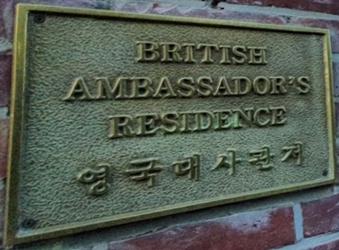 BRITISH
AMBASSADOR'S
RESIDENCE
영국대사관저